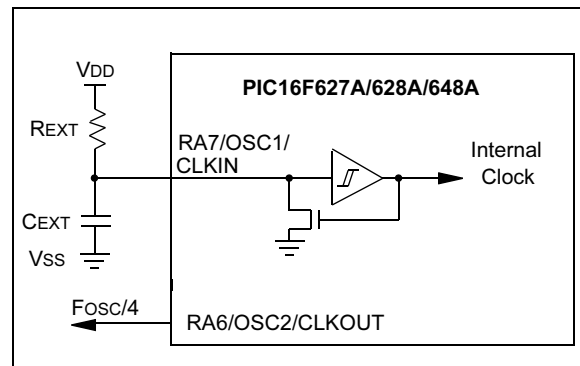 VDD
PIC16F627A/628A/648A
REXT
RA7/OSC1/
CLKIN
Internal
Clock
CEXT
VSS
FOSC/4
RA6/OSC2/CLKOUT